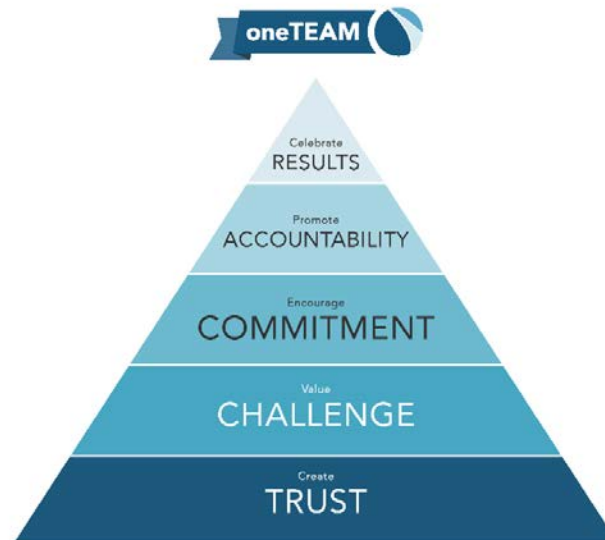 oneTEAM
Celebrate
RESULTS
Promote
ACCOUNTABILITY
Encourage
COMMITMENT
Value
CHALLENGE
Create
TRUST